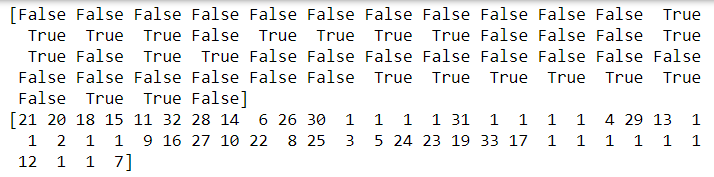 [False False False False False False False False False False False True
True True True False True True True True False False False True
True False True True False False False False False False False False
False False False False False False True True True True True True
False True True False]
[21 20 18 15 11 32 28 14 6 26 30 1 1 1 1 31 1 1 1 1 4 29 13 1
1 2 1 1 9 16 27 10 22 8 25 3 5 24 23 19 33 17 1 1 1 1 1 1
12 1 1 7]